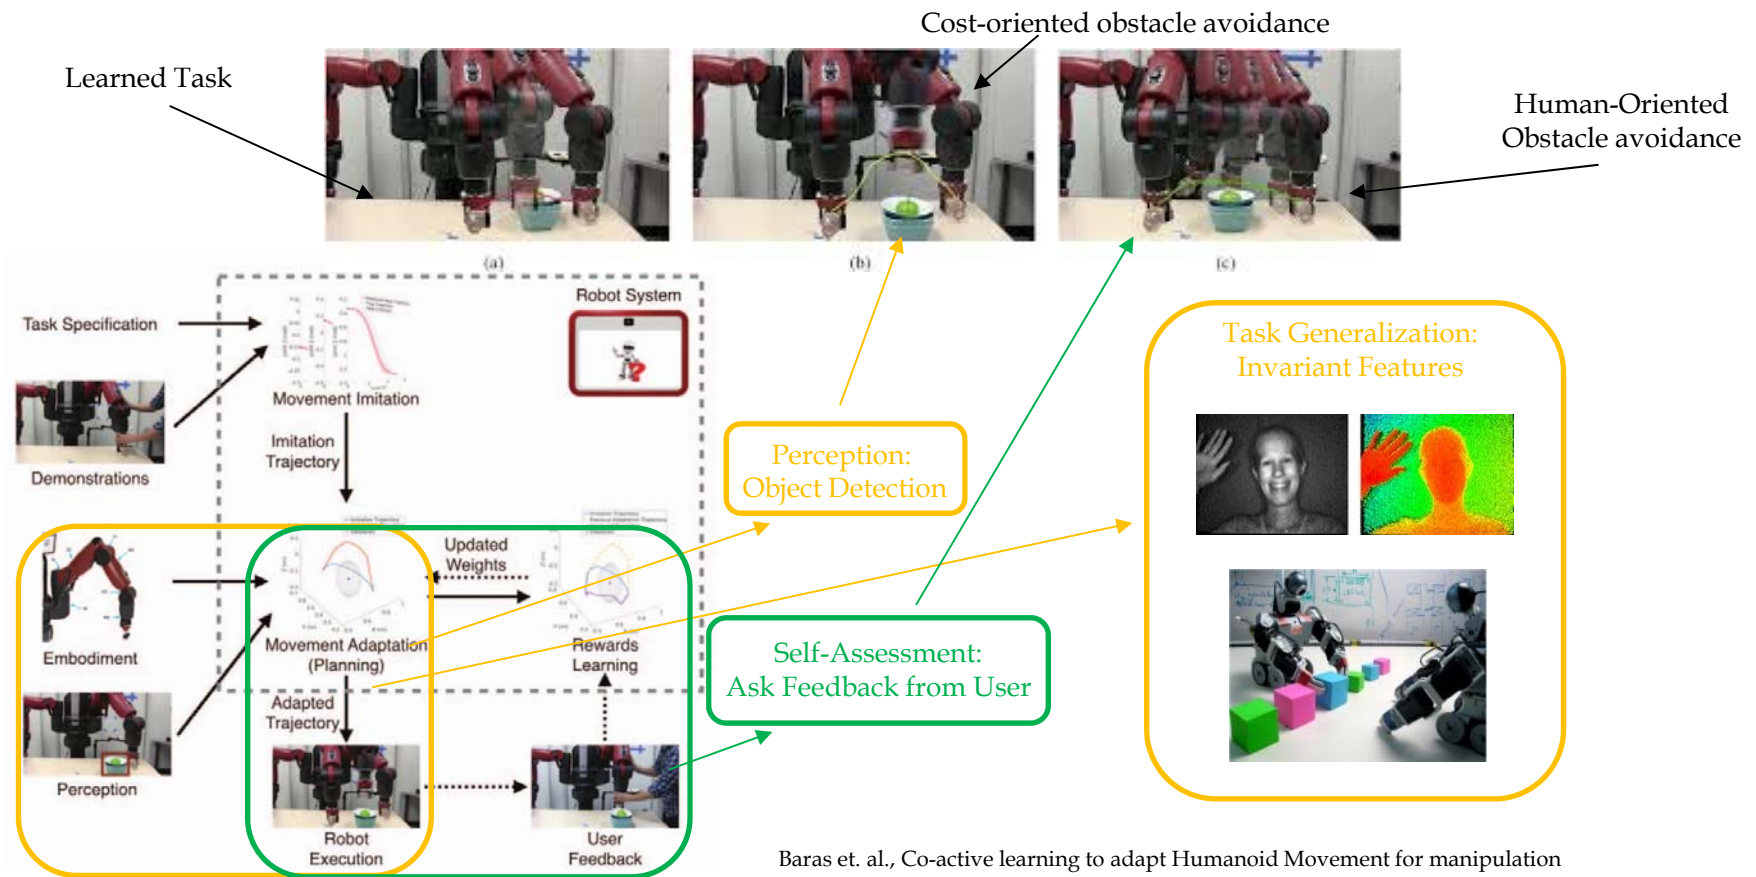 Cost-oriented obstacle avoidance
Learned Task
Human-Oriented
Obstacle avoidance
(a)
(b)
(c)
Robot System
Task Specification
Movement Imitation
Demonstrations
Imitation
Trajectory
Task Generalization:
Invariant Features
Perception:
Object Detection
Updated
Weights
Embodiment
Movement Adaptation
(Planning)
Rewards
Learning
Self-Assessment:
Ask Feedback from User
Adapted
Trajectory
Perception
Robot
Execution
User
Feedback
Baras et. al., Co-active learning to adapt Humanoid Movement for manipulation